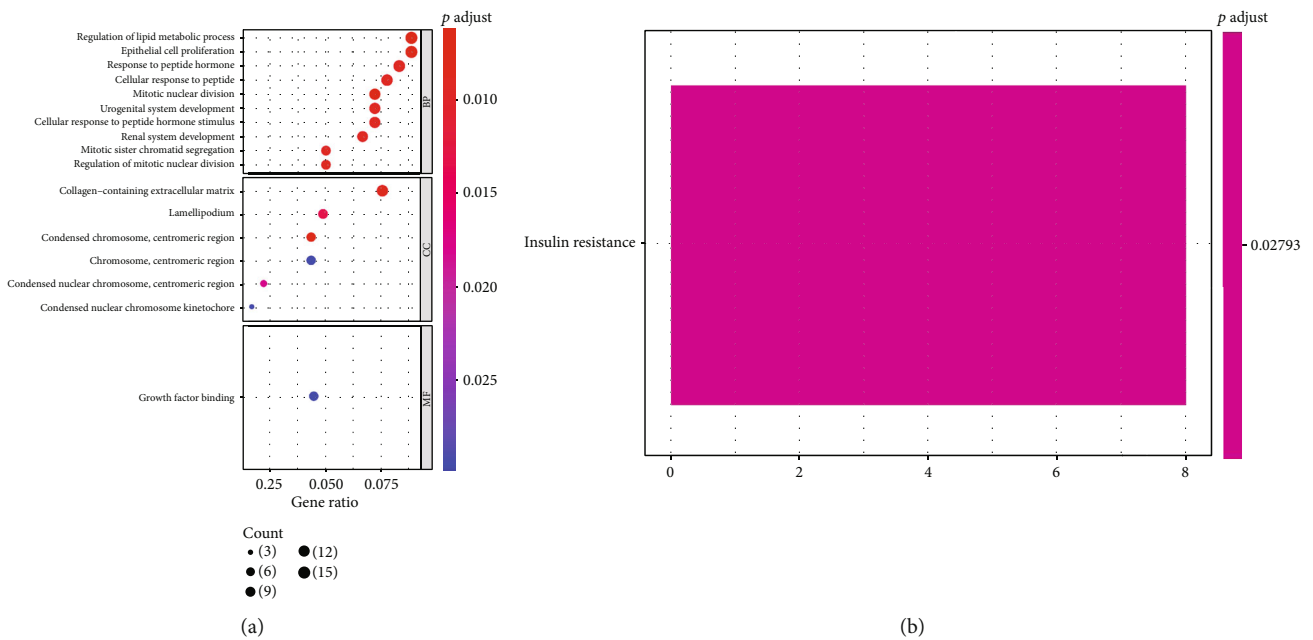 p adjust
Regulation of lipid metabolic process
Epithelial cell proliferation
Response to peptide hormone
Cellular response to peptide
Mitotic nuclear division
Urogenital system development
Cellular response to peptide hormone stimulus
Renal system development
Mitotic sister chromatid segregation
Regulation of mitotic nuclear division
BP
Collagen–containing extracellular matrix
Lamellipodium
Condensed chromosome, centromeric region
Chromosome, centromeric region
Condensed nuclear chromosome, centromeric region
Condensed nuclear chromosome kinetochore
CC
Growth factor binding
MF
0.010
0.015
0.020
0.025
0.25 0.050 0.075
Gene ratio
Count
(3) (12)
(6) (15)
(9)
(a)
p adjust
Insulin resistance
0.02793
0 2 4 6 8
(b)